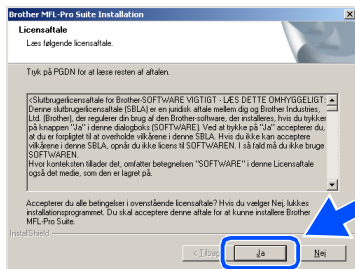 Brother MFL-Pro Suite Installation
Licensaftale
Læs følgende licensaftale.
Tryk på PGDN for at læse resten af aftalen.
<Slutbrugerlicensaftale for Brother-SOFTWARE VIGTIGT - LÆS DETTE OMHYGGELIGT:
Denne slutbrugerlicensaftale (SBLA) er en juridisk aftale mellem dig og Brother Industries,
Ltd. (Brother), der regulerer din brug af den Brother-software, der installeres, hvis du trykker
på knappen "Ja" i denne dialogboks (SOFTWARE). Ved at trykke på "Ja" accepterer du,
at du er forpligtet til at overholde vilkårene i denne SBLA. Hvis du ikke kan acceptere
vilkårene i denne SBLA, opnår du ikke licens til SOFTWAREN. I så fald må du ikke bruge
SOFTWAREN.
Hvor konteksten tillader det, omfatter betegnelsen "SOFTWARE" i denne Licensaftale
også det medie, som den er lagret på.
Accepterer du alle betingelser i ovenstående licensaftale? Hvis du vælger Nej, lukkes
installationsprogrammet. Du skal acceptere denne aftale for at kunne installere Brother
MFL-Pro Suite.
InstallShield
< Tilbage Ja Nej